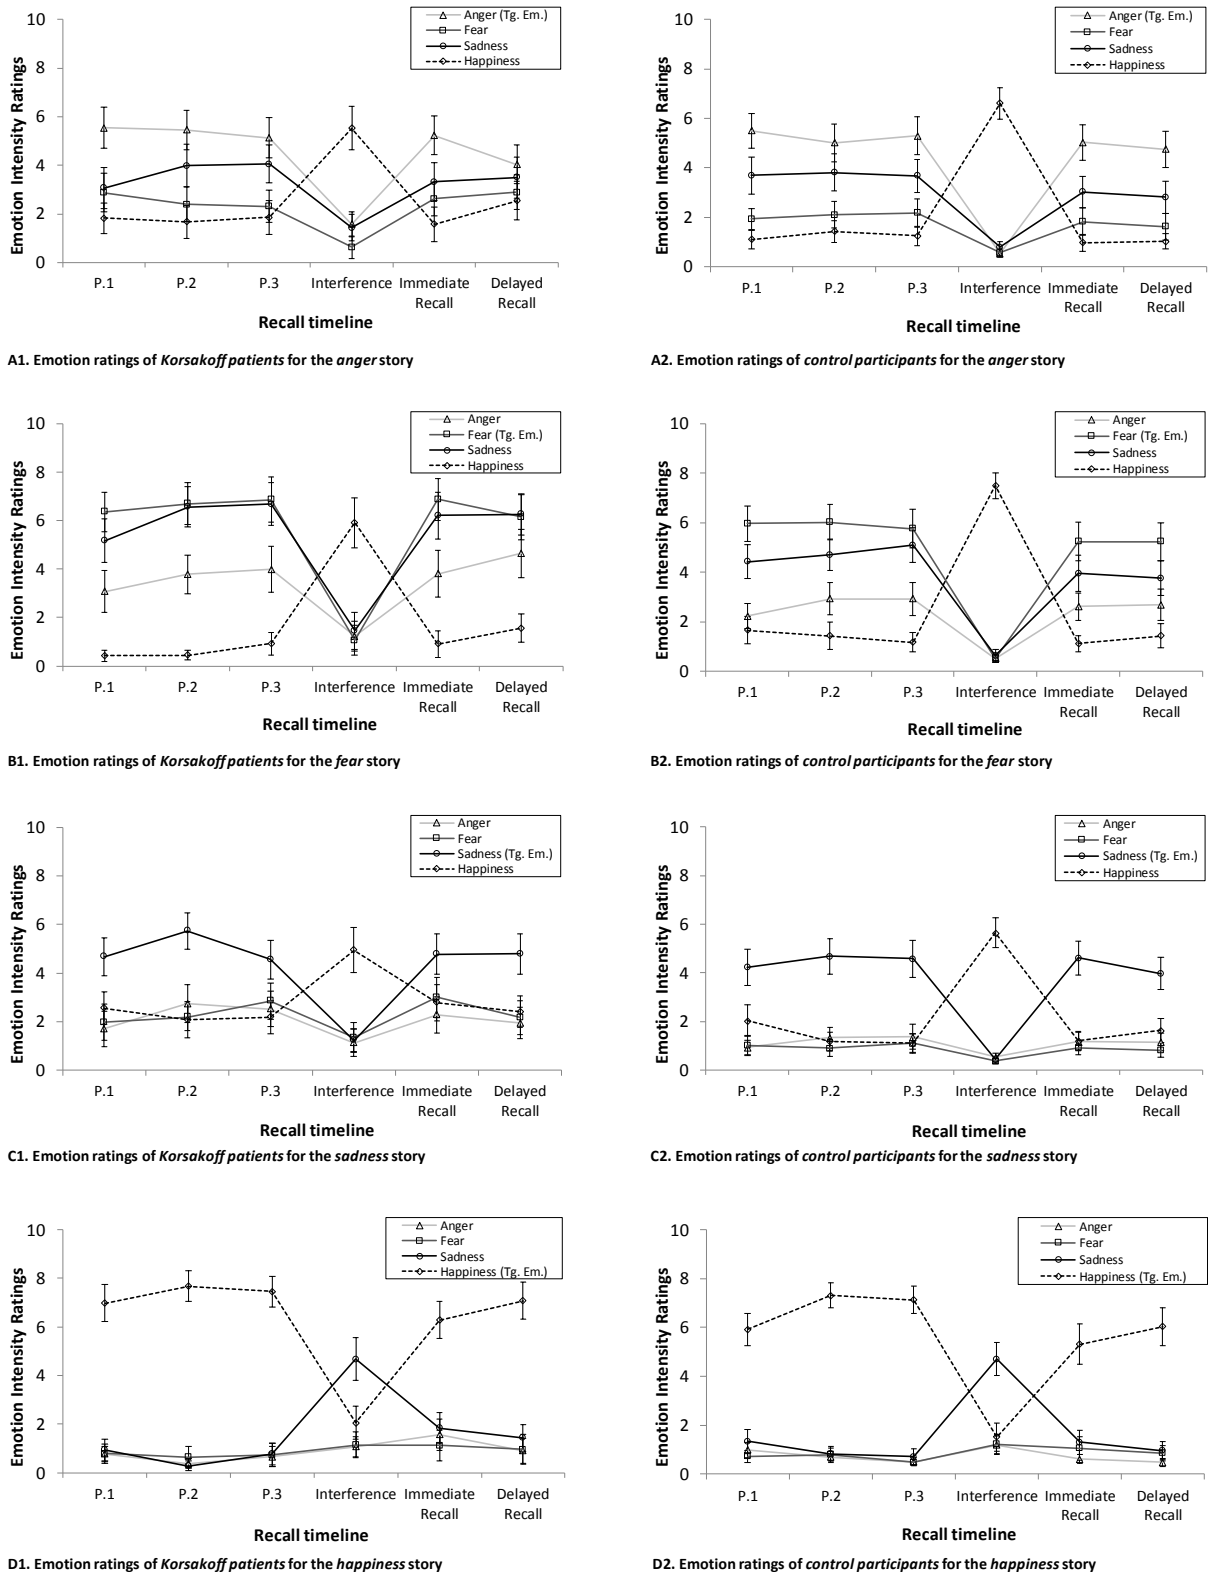 10
8
6
4
2
0
Emotion Intensity Ratings
Anger (Tg. Em.)
Fear
Sadness
Happiness
P.1 P.2 P.3 Interference Immediate Recall Delayed Recall
Recall timeline
A1. Emotion ratings of Korsakoff patients for the anger story
10
8
6
4
2
0
Emotion Intensity Ratings
Anger (Tg. Em.)
Fear
Sadness
Happiness
P.1 P.2 P.3 Interference Immediate Recall Delayed Recall
Recall timeline
A2. Emotion ratings of control participants for the anger story
10
8
6
4
2
0
Emotion Intensity Ratings
Anger
Fear (Tg. Em.)
Sadness
Happiness
P.1 P.2 P.3 Interference Immediate Recall Delayed Recall
Recall timeline
B1. Emotion ratings of Korsakoff patients for the fear story
10
8
6
4
2
0
Emotion Intensity Ratings
Anger
Fear (Tg. Em.)
Sadness
Happiness
P.1 P.2 P.3 Interference Immediate Recall Delayed Recall
Recall timeline
B2. Emotion ratings of control participants for the fear story
10
8
6
4
2
0
Emotion Intensity Ratings
Anger
Fear
Sadness (Tg. Em.)
Happiness
P.1 P.2 P.3 Interference Immediate Recall Delayed Recall
Recall timeline
C1. Emotion ratings of Korsakoff patients for the sadness story
10
8
6
4
2
0
Emotion Intensity Ratings
Anger
Fear
Sadness (Tg. Em.)
Happiness
P.1 P.2 P.3 Interference Immediate Recall Delayed Recall
Recall timeline
C2. Emotion ratings of control participants for the sadness story
10
8
6
4
2
0
Emotion Intensity Ratings
Anger
Fear
Sadness
Happiness (Tg. Em.)
P.1 P.2 P.3 Interference Immediate Recall Delayed Recall
Recall timeline
D1. Emotion ratings of Korsakoff patients for the happiness story
10
8
6
4
2
0
Emotion Intensity Ratings
Anger
Fear
Sadness
Happiness (Tg. Em.)
P.1 P.2 P.3 Interference Immediate Recall Delayed Recall
Recall timeline
D2. Emotion ratings of control participants for the happiness story